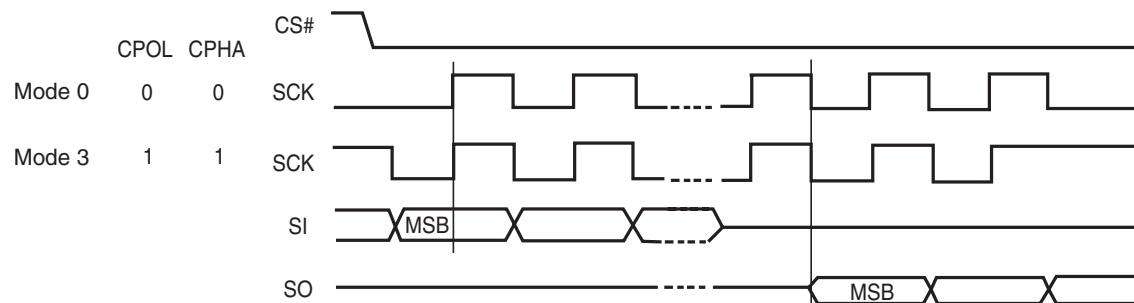 CS#
CPOL CPHA
Mode 0 0 0 SCK
Mode 3 1 1 SCK
SI MSB
SO MSB